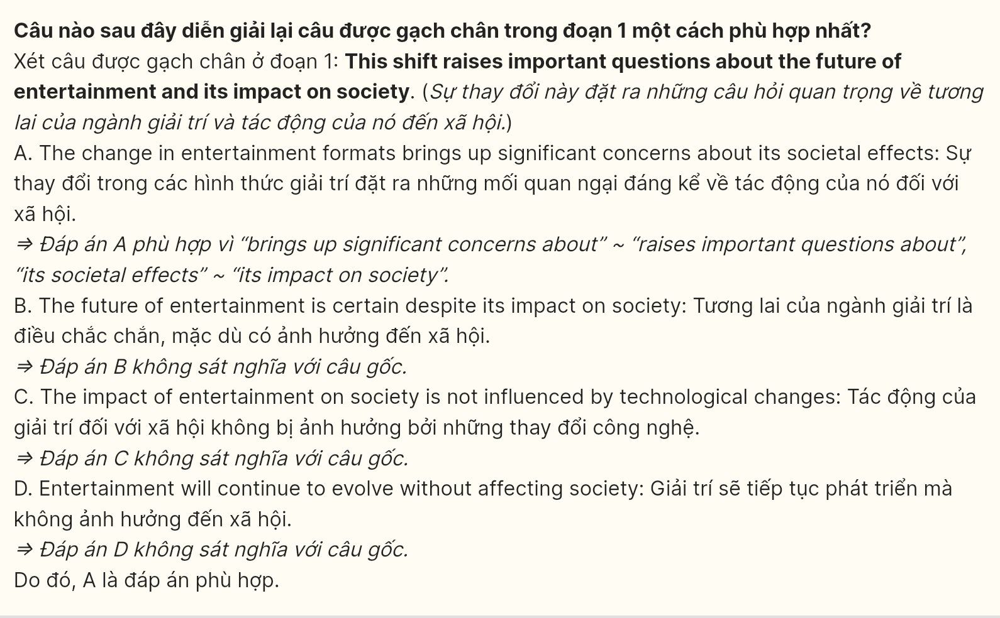 Câu nào sau đây diễn giải lại câu được gạch chân trong đoạn 1 một cách phù hợp nhất?
Xét câu được gạch chân ở đoạn 1: This shift raises important questions about the future of
entertainment and its impact on society. (Sự thay đổi này đặt ra những câu hỏi quan trọng về tương
lai của ngành giải trí và tác động của nó đến xã hội.)
A. The change in entertainment formats brings up significant concerns about its societal effects: Sự
thay đổi trong các hình thức giải trí đặt ra những mối quan ngại đáng kể về tác động của nó đối với
xã hội.
⇒ Đáp án A phù hợp vì “brings up significant concerns about” ~ “raises important questions about”,
“its societal effects” ~ “its impact on society”.
B. The future of entertainment is certain despite its impact on society: Tương lai của ngành giải trí là
điều chắc chắn, mặc dù có ảnh hưởng đến xã hội.
⇒ Đáp án B không sát nghĩa với câu gốc.
C. The impact of entertainment on society is not influenced by technological changes: Tác động của
giải trí đối với xã hội không bị ảnh hưởng bởi những thay đổi công nghệ.
⇒ Đáp án C không sát nghĩa với câu gốc.
D. Entertainment will continue to evolve without affecting society: Giải trí sẽ tiếp tục phát triển mà
không ảnh hưởng đến xã hội.
⇒ Đáp án D không sát nghĩa với câu gốc.
Do đó, A là đáp án phù hợp.